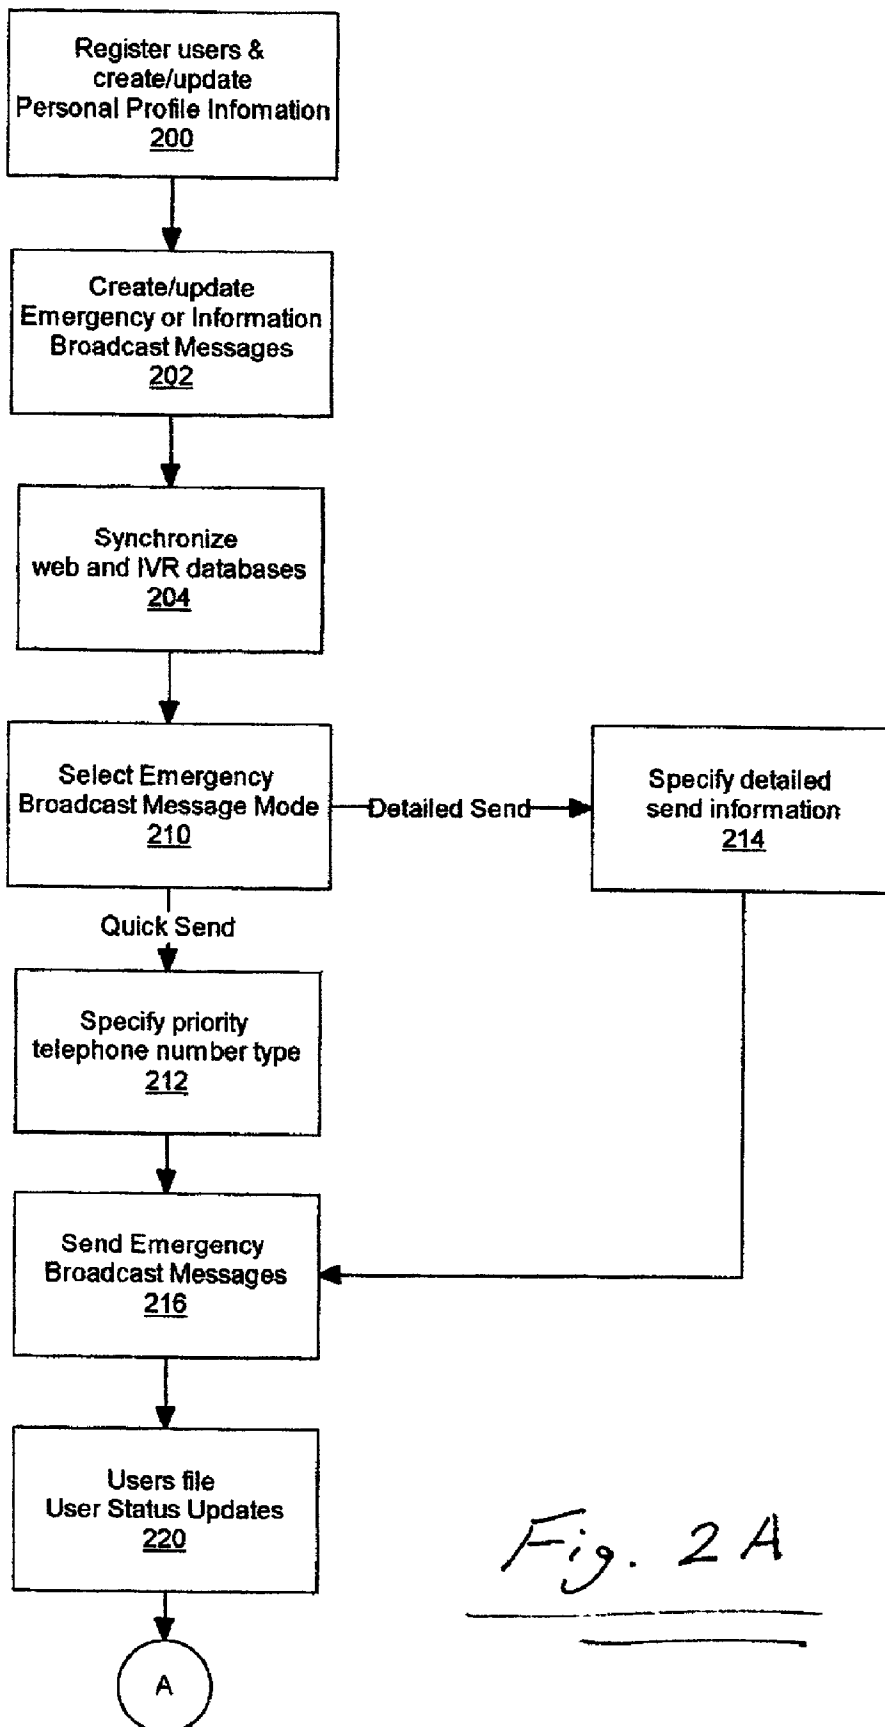 Register users &
create/update
Personal Profile Infomation
200
Create/update
Emergency or Information
Broadcast Messages
202
Synchronize
web and IVR databases
204
Select Emergency
Broadcast Message Mode
210
Detailed Send
Specify detailed
send information
214
Quick Send
Specify priority
telephone number type
212
Send Emergency
Broadcast Messages
216
Users file
User Status Updates
220
Fig. 2A
A